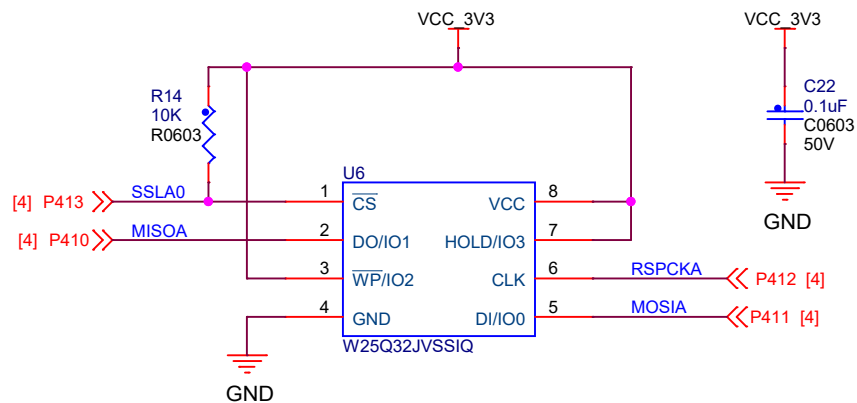 VCC_3V3
VCC_3V3
R14
10K
R0603
C22
0.1uF
C0603
50V
U6
[4] P413 SSLA0 1 CS VCC 8
GND
[4] P410 MISOA 2 DO/IO1 HOLD/IO3 7
3 WP/IO2 CLK 6 RSPCKA P412 [4]
4 GND DI/IO0 5 MOSIA P411 [4]
W25Q32JVSSIQ
GND